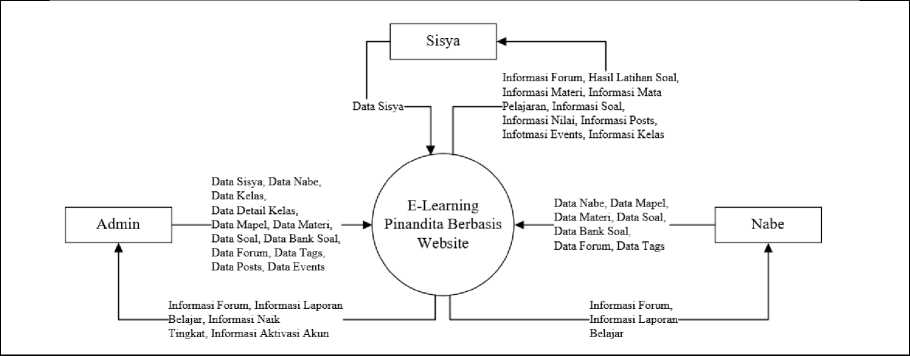 Sisya
Informasi Forum, Hasil Latihan Soal,
Informasi Materi, Informasi Mata
Pelajaran, Informasi Soal,
Informasi Nilai, Informasi Posts,
Infotmasi Events, Informasi Kelas
Data Sisya
Data Sisya, Data Nabe,
Data Kelas,
Data Detail Kelas,
Data Mapel, Data Materi,
Data Soal, Data Bank Soal,
Data Forum, Data Tags,
Data Posts, Data Events
Admin
E-Learning
Pinandita Berbasis
Website
Data Nabe, Data Mapel,
Data Materi, Data Soal,
Data Bank Soal,
Data Forum, Data Tags
Nabe
Informasi Forum, Informasi Laporan
Belajar, Informasi Naik
Tingkat, Informasi Aktivasi Akun
Informasi Forum,
Informasi Laporan
Belajar